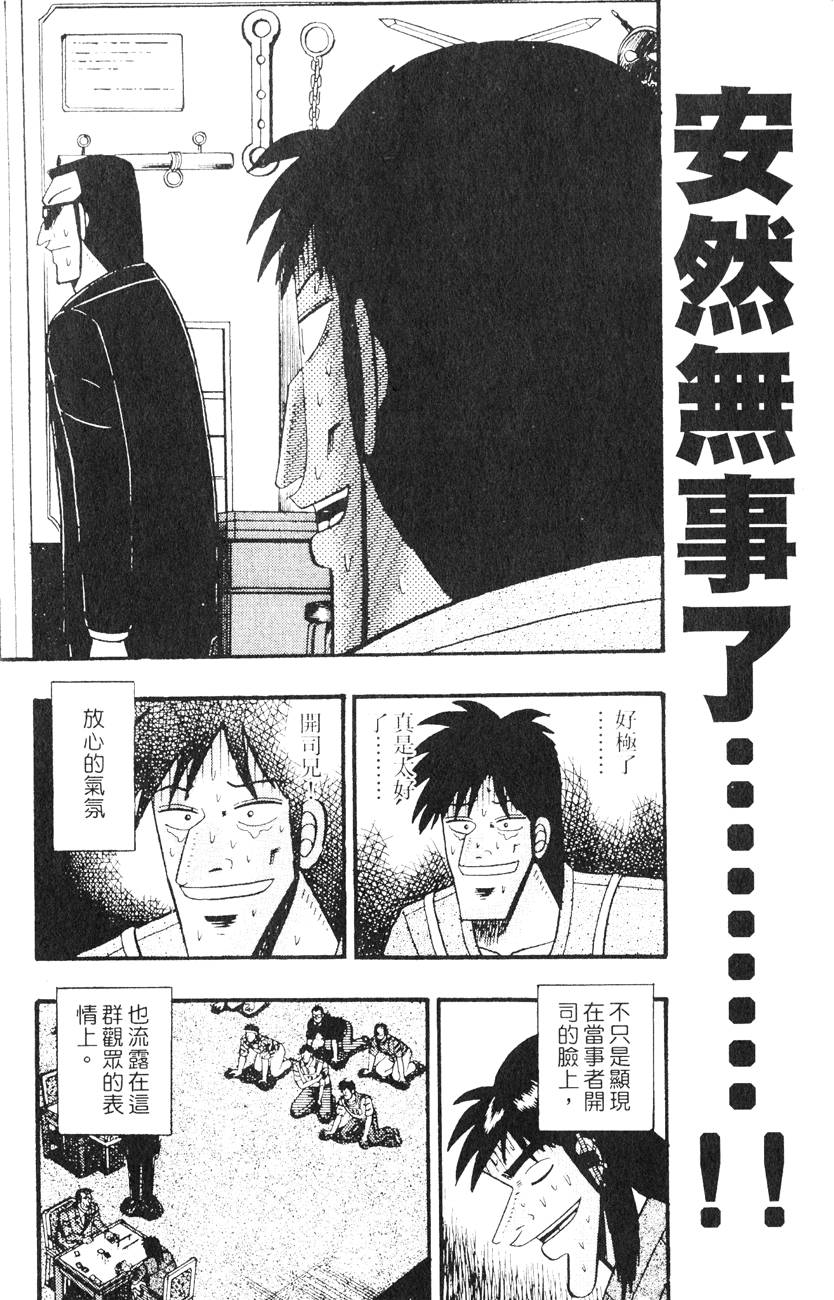 安然無事了………………!!
好極了
………
真是太好
了………
開司兄！
放心的氣氛
不只是顯現
在當事者開
司的臉上，
也流露在這
群觀眾的表
情上。